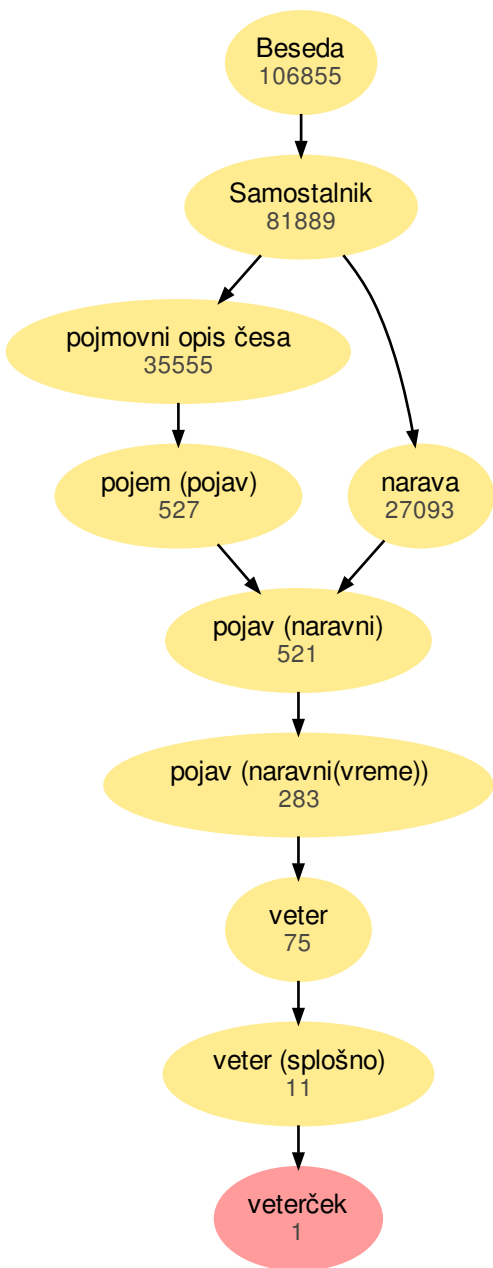 Beseda
106855
Samostalnik
81889
pojmovni opis česa
35555
pojem (pojav)
527
narava
27093
pojav (naravni)
521
pojav (naravni(vreme))
283
veter
75
veter (splošno)
11
veterček
1